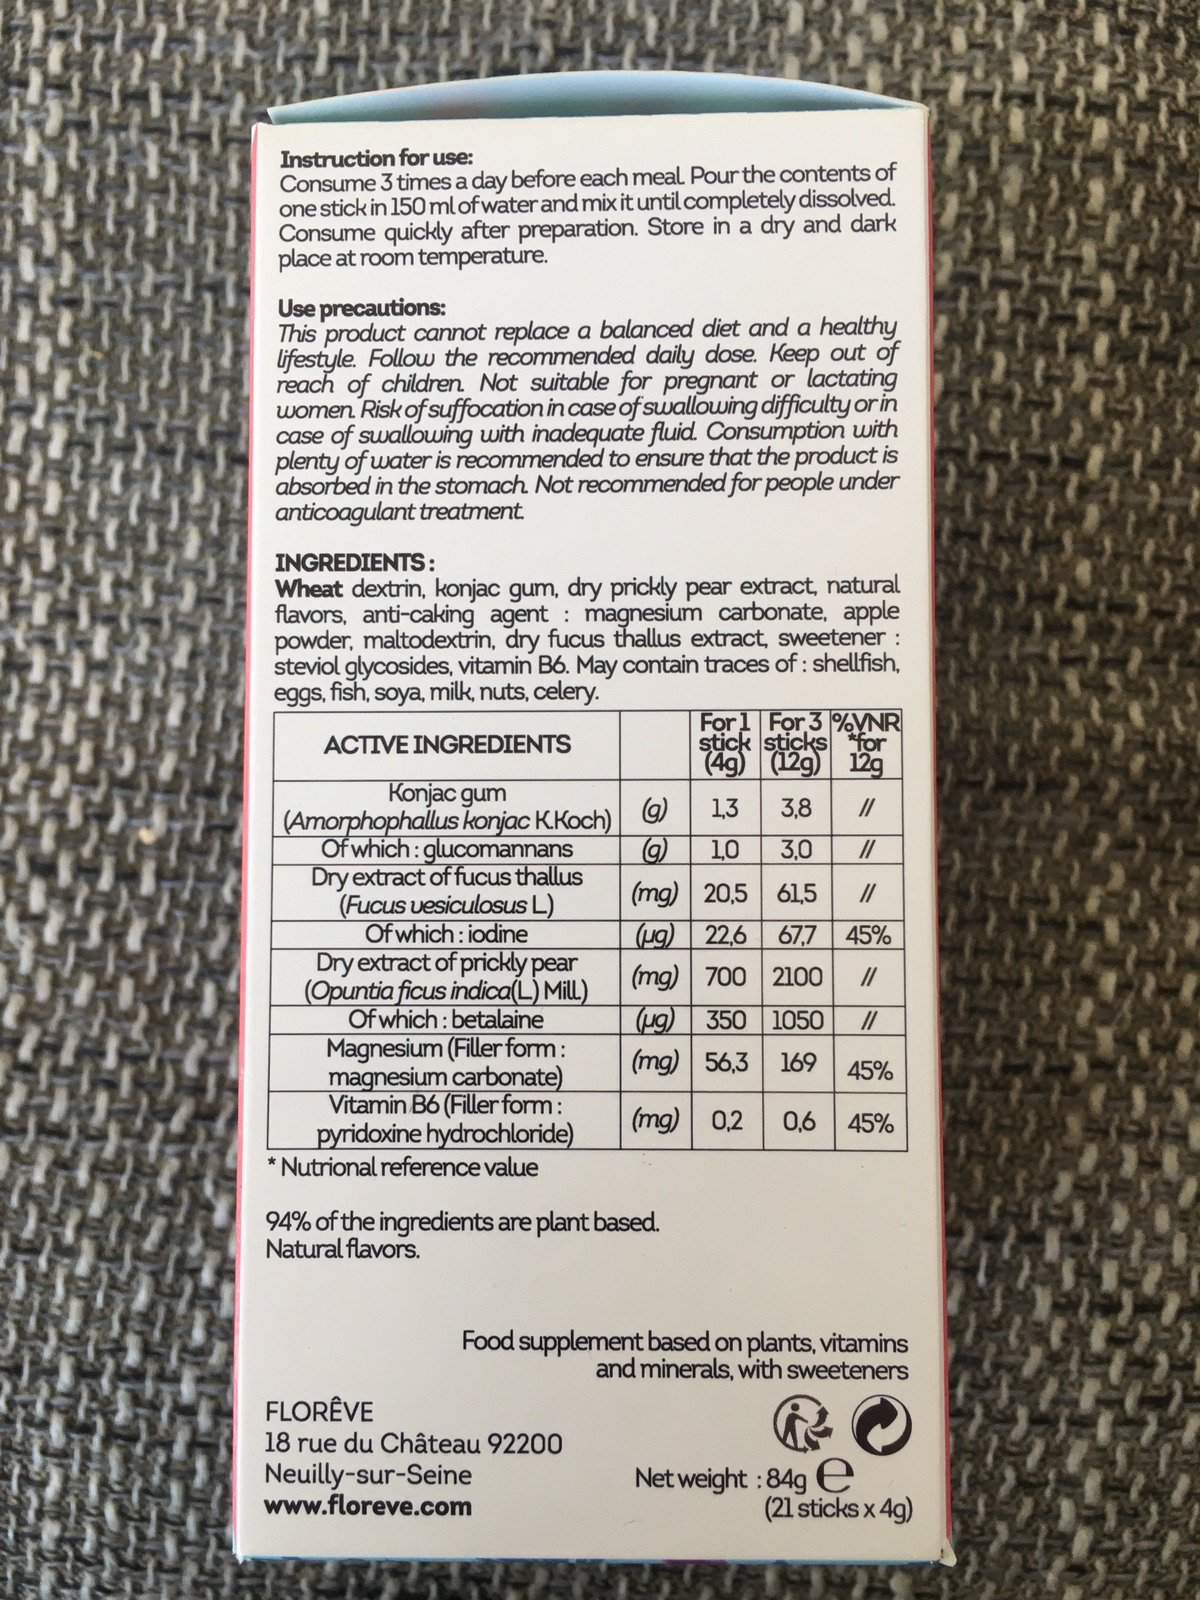 Instruction for use:
Consume 3 times a day before each meal. Pour the contents of
one stick in 150 ml of water and mix it until completely dissolved.
Consume quickly after preparation. Store in a dry and dark
place at room temperature.
Use precautions:
This product cannot replace a balanced diet and a healthy
lifestyle. Follow the recommended daily dose. Keep out of
reach of children. Not suitable for pregnant or lactating
women. Risk of suffocation in case of swallowing difficulty or in
case of swallowing with inadequate fluid. Consumption with
plenty of water is recommended to ensure that the product is
absorbed in the stomach. Not recommended for people under
anticoagulant treatment.
INGREDIENTS :
Wheat dextrin, konjac gum, dry prickly pear extract, natural
flavors, anti-caking agent : magnesium carbonate, apple
powder, maltodextrin, dry fucus thallus extract, sweetener :
steviol glycosides, vitamin B6. May contain traces of : shellfish,
eggs, fish, soya, milk, nuts, celery.
ACTIVE INGREDIENTS For 1 stick (4g) For 3 sticks (12g) %VNR *for 12g
Konjac gum
(Amorphophallus konjac K.Koch) (g) 1,3 3,8 //
Of which : glucomannans (g) 1,0 3,0 //
Dry extract of fucus thallus
(Fucus vesiculosus L.) (mg) 20,5 61,5 //
Of which : iodine (µg) 22,6 67,7 45%
Dry extract of prickly pear
(Opuntia ficus indica(L.) Mill.) (mg) 700 2100 //
Of which : betalaine (µg) 350 1050 //
Magnesium (Filler form :
magnesium carbonate) (mg) 56,3 169 45%
Vitamin B6 (Filler form :
pyridoxine hydrochloride) (mg) 0,2 0,6 45%
* Nutrional reference value
94% of the ingredients are plant based.
Natural flavors.
Food supplement based on plants, vitamins
and minerals, with sweeteners
FLORÊVE
18 rue du Château 92200
Neuilly-sur-Seine
www.floreve.com
Net weight : 84g e
(21 sticks x 4g)